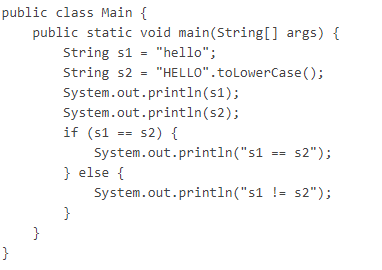 public class Main {
    public static void main(String[] args) {
        String s1 = "hello";
        String s2 = "HELLO".toLowerCase();
        System.out.println(s1);
        System.out.println(s2);
        if (s1 == s2) {
            System.out.println("s1 == s2");
        } else {
            System.out.println("s1 != s2");
        }
    }
}